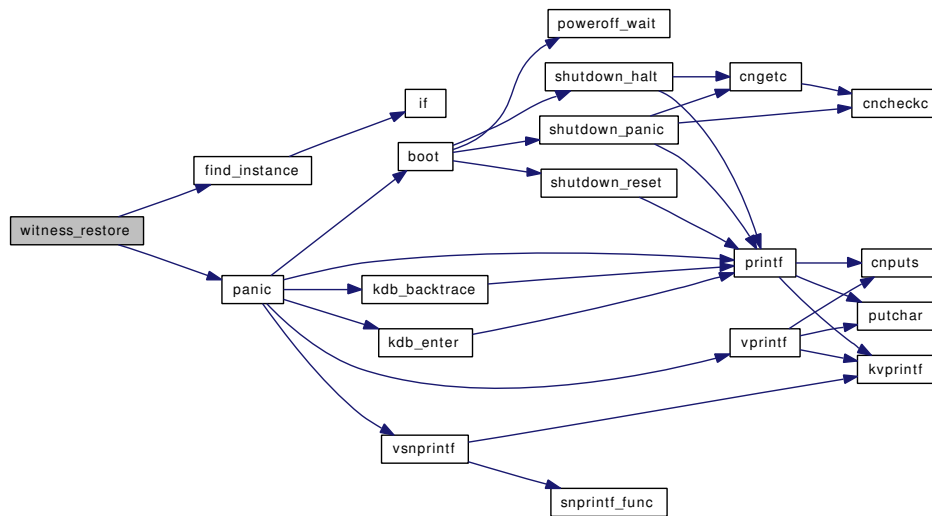 poweroff_wait
shutdown_halt
cngetc
if
cncheckc
shutdown_panic
boot
find_instance
shutdown_reset
witness_restore
printf
cnputs
panic
kdb_backtrace
putchar
kdb_enter
vprintf
kvprintf
vsnprintf
snprintf_func